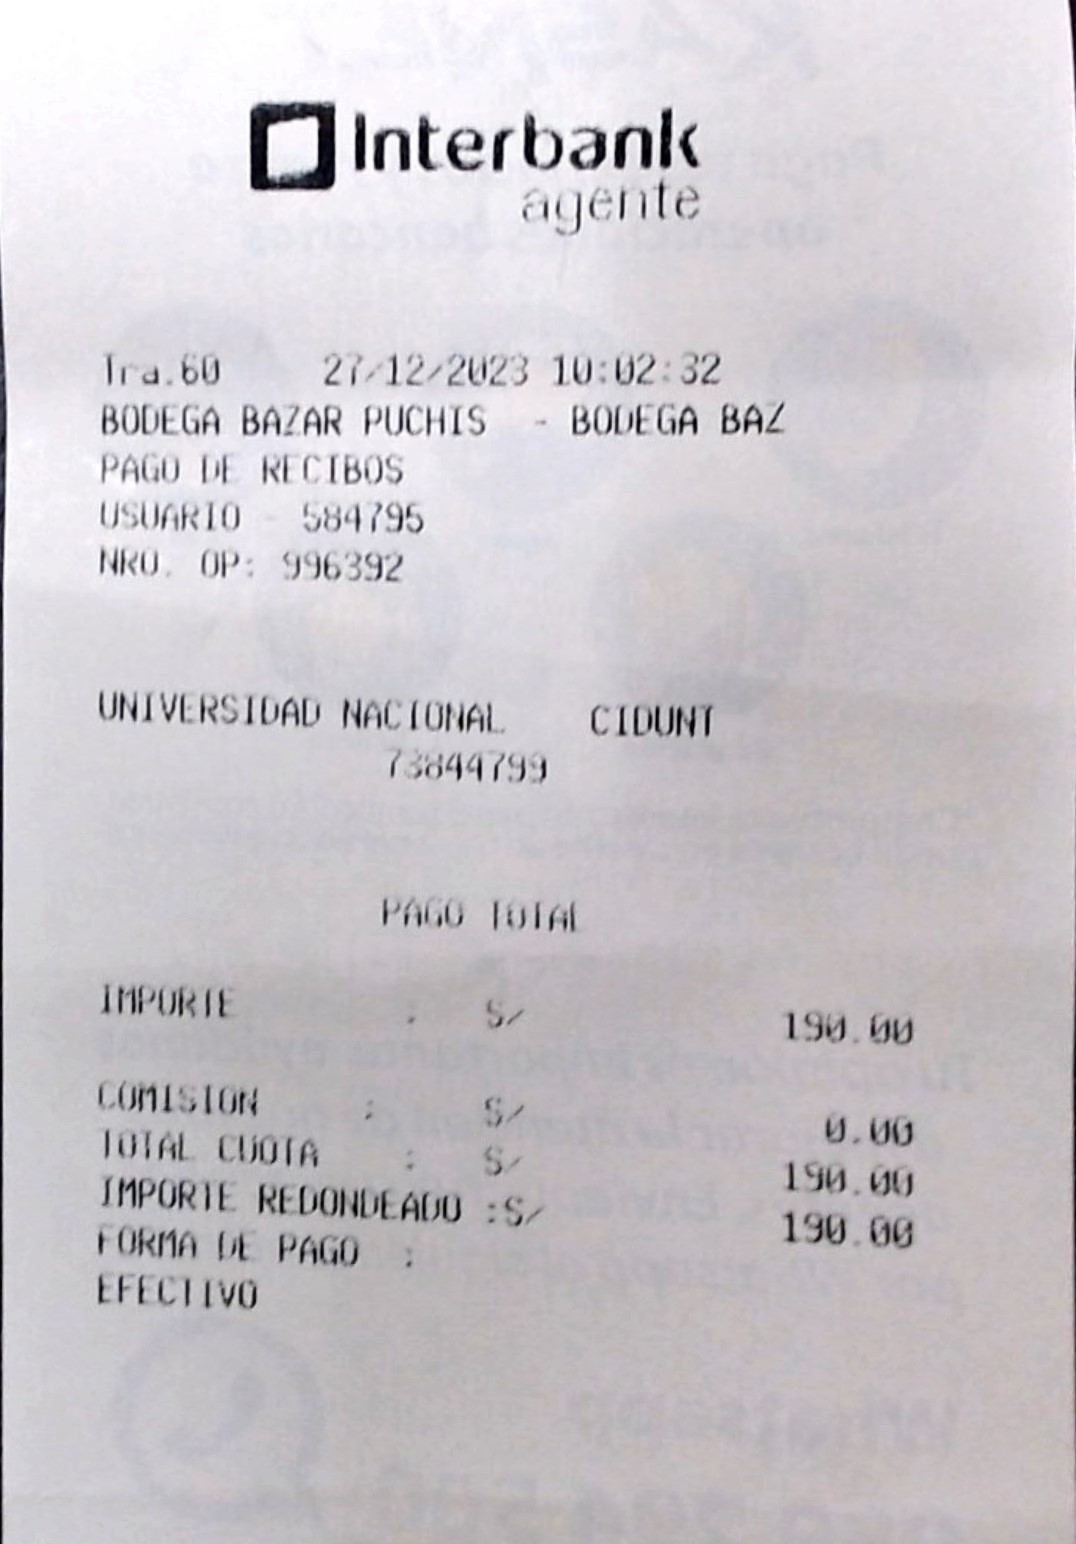 Interbank
agente
Tra.60 27/12/2023 10:02:32
BODEGA BAZAR PUCHIS - BODEGA BAZ
PAGO DE RECIBOS
USUARIO - 584795
NRO. OP: 996392
UNIVERSIDAD NACIONAL CIDUNT
73844799
PAGO TOTAL
IMPORTE : S/ 190.00
COMISION : S/ 0.00
TOTAL CUOTA : S/ 190.00
IMPORTE REDONDEADO :S/ 190.00
FORMA DE PAGO :
EFECTIVO